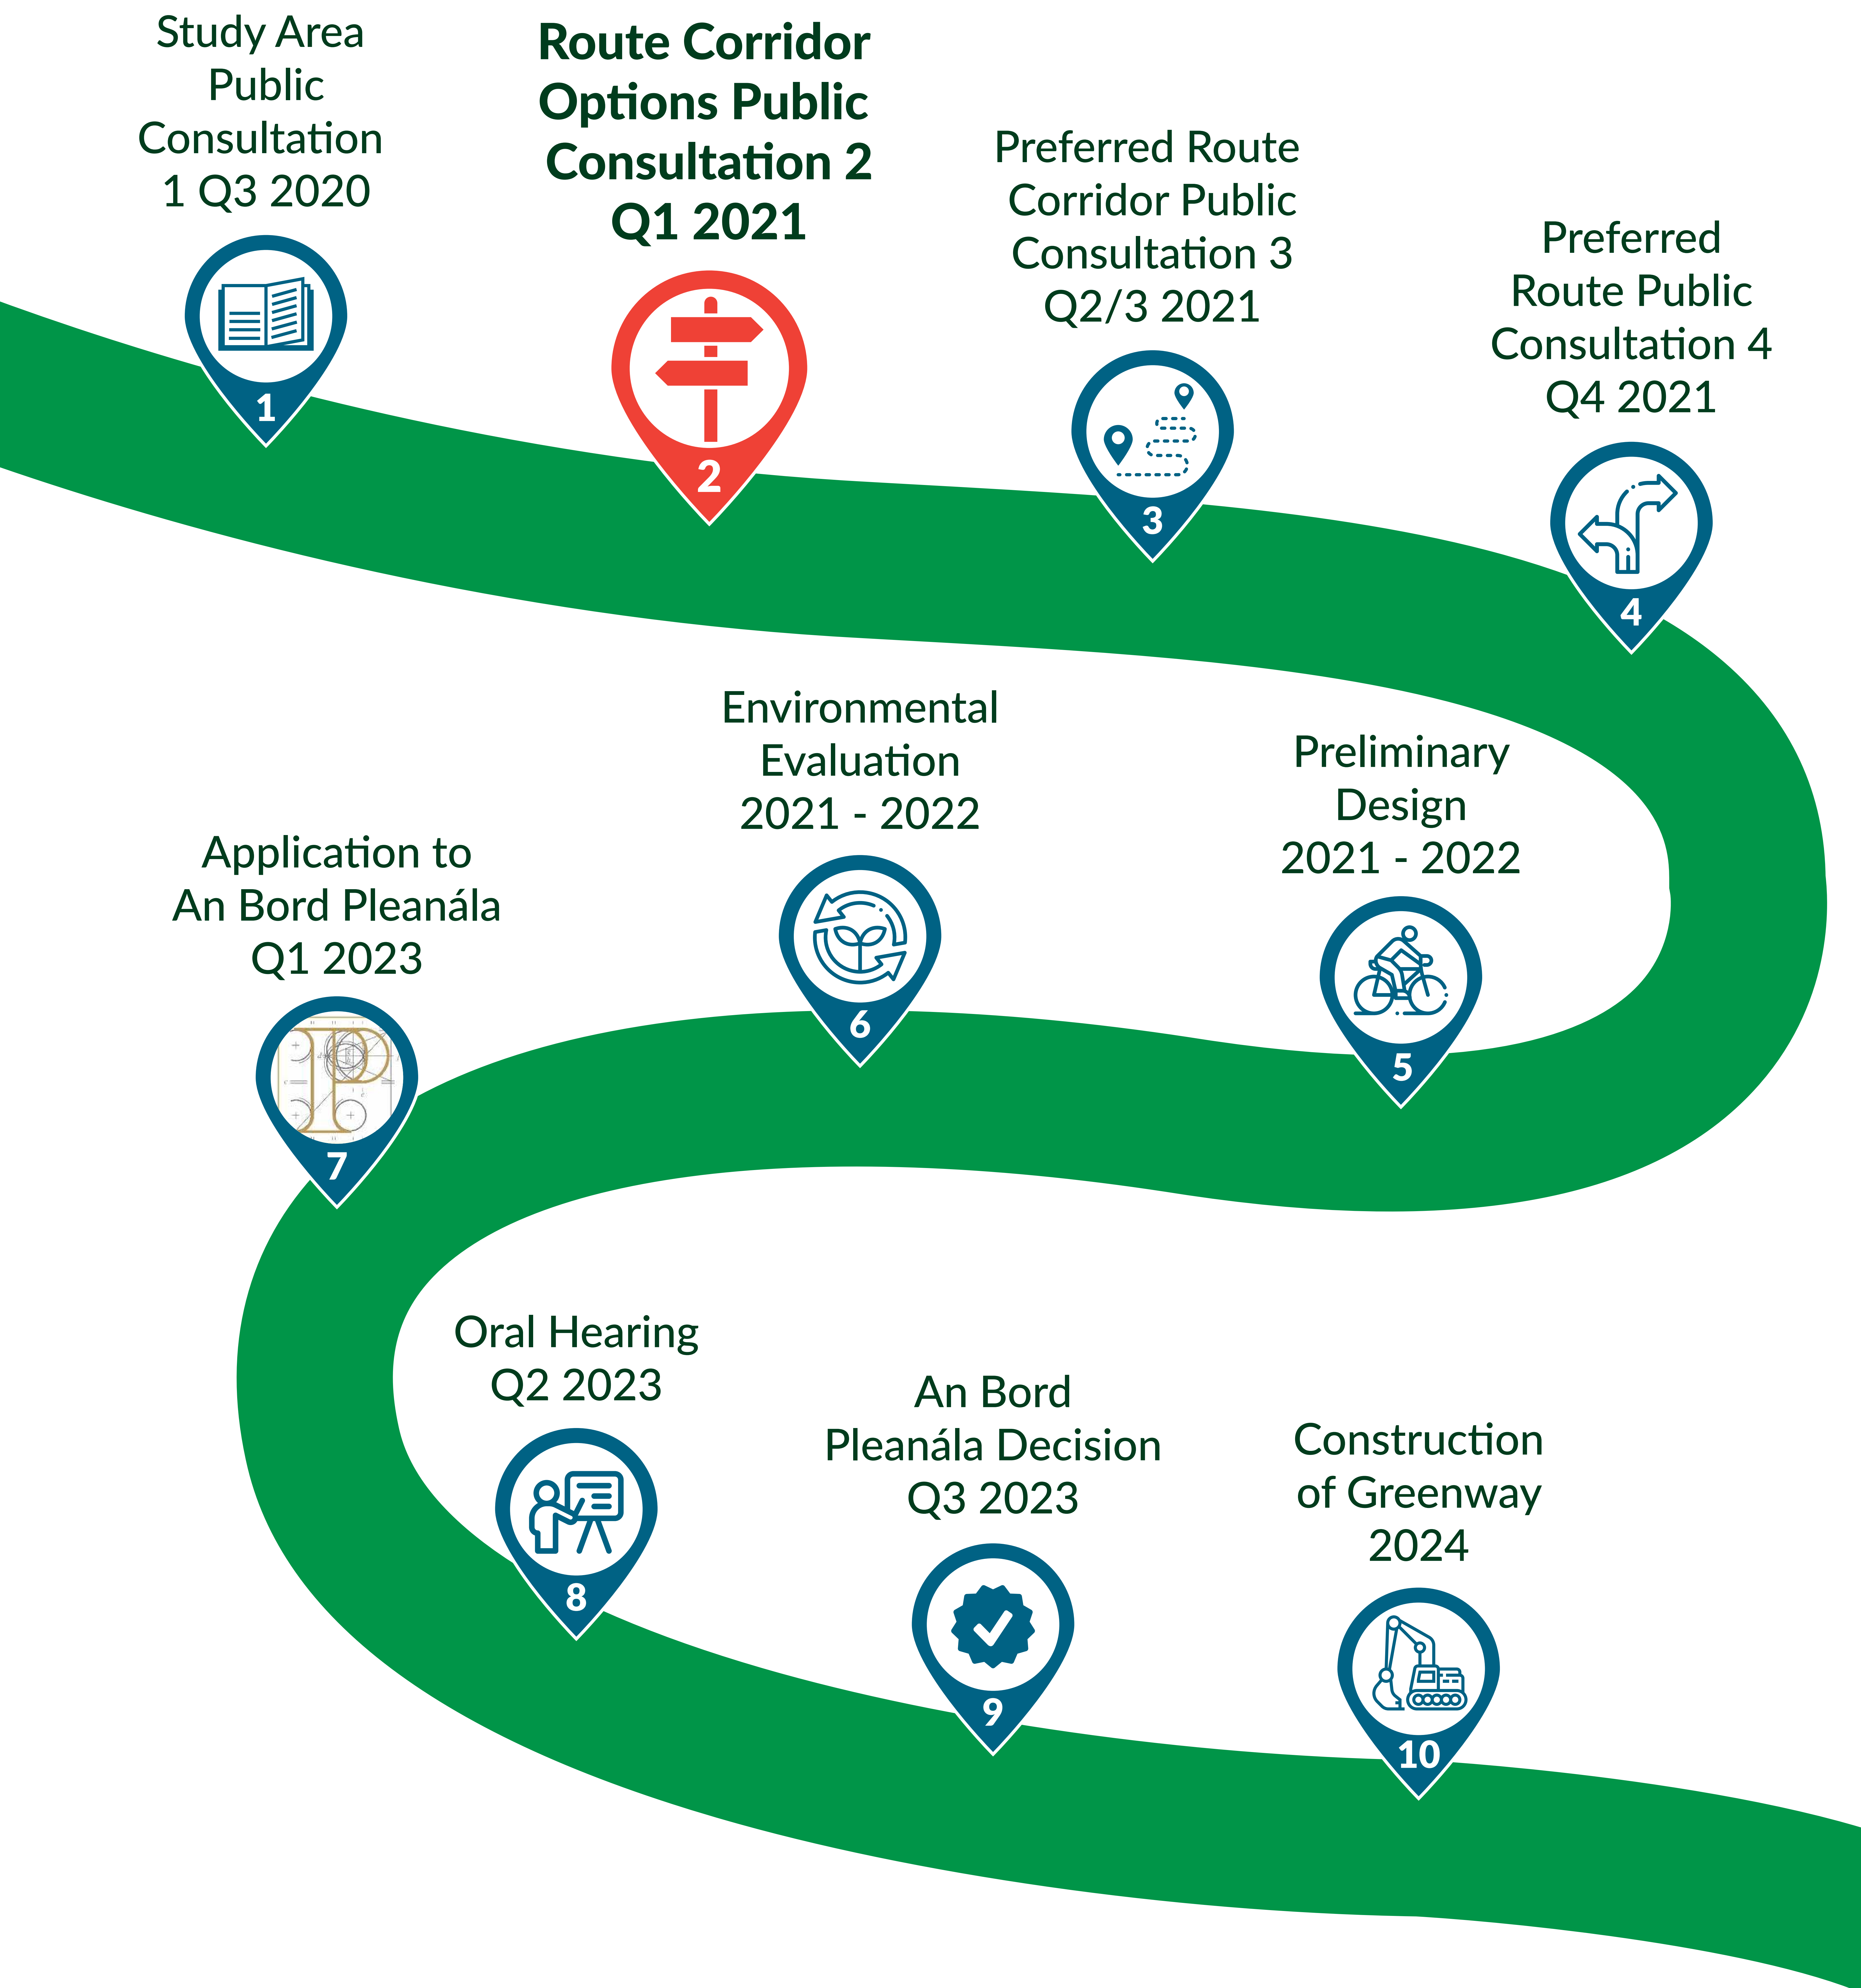 Study Area
Public
Consultation
1 Q3 2020
1
Route Corridor
Options Public
Consultation 2
Q1 2021
2
Preferred Route
Corridor Public
Consultation 3
Q2/3 2021
3
Preferred
Route Public
Consultation 4
Q4 2021
4
Preliminary
Design
2021 - 2022
5
Environmental
Evaluation
2021 - 2022
6
Application to
An Bord Pleanála
Q1 2023
7
Oral Hearing
Q2 2023
8
An Bord
Pleanála Decision
Q3 2023
9
Construction
of Greenway
2024
10